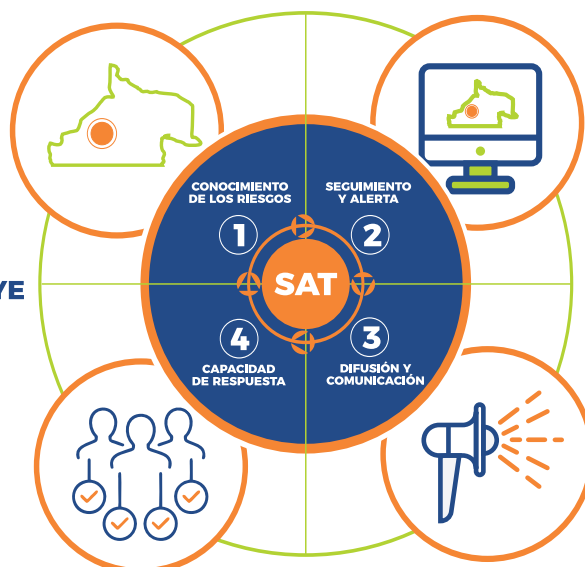 CONOCIMIENTO
DE LOS RIESGOS
1
SEGUIMIENTO
Y ALERTA
2
YE
SAT
4
CAPACIDAD
DE RESPUESTA
3
DIFUSIÓN Y
COMUNICACIÓN